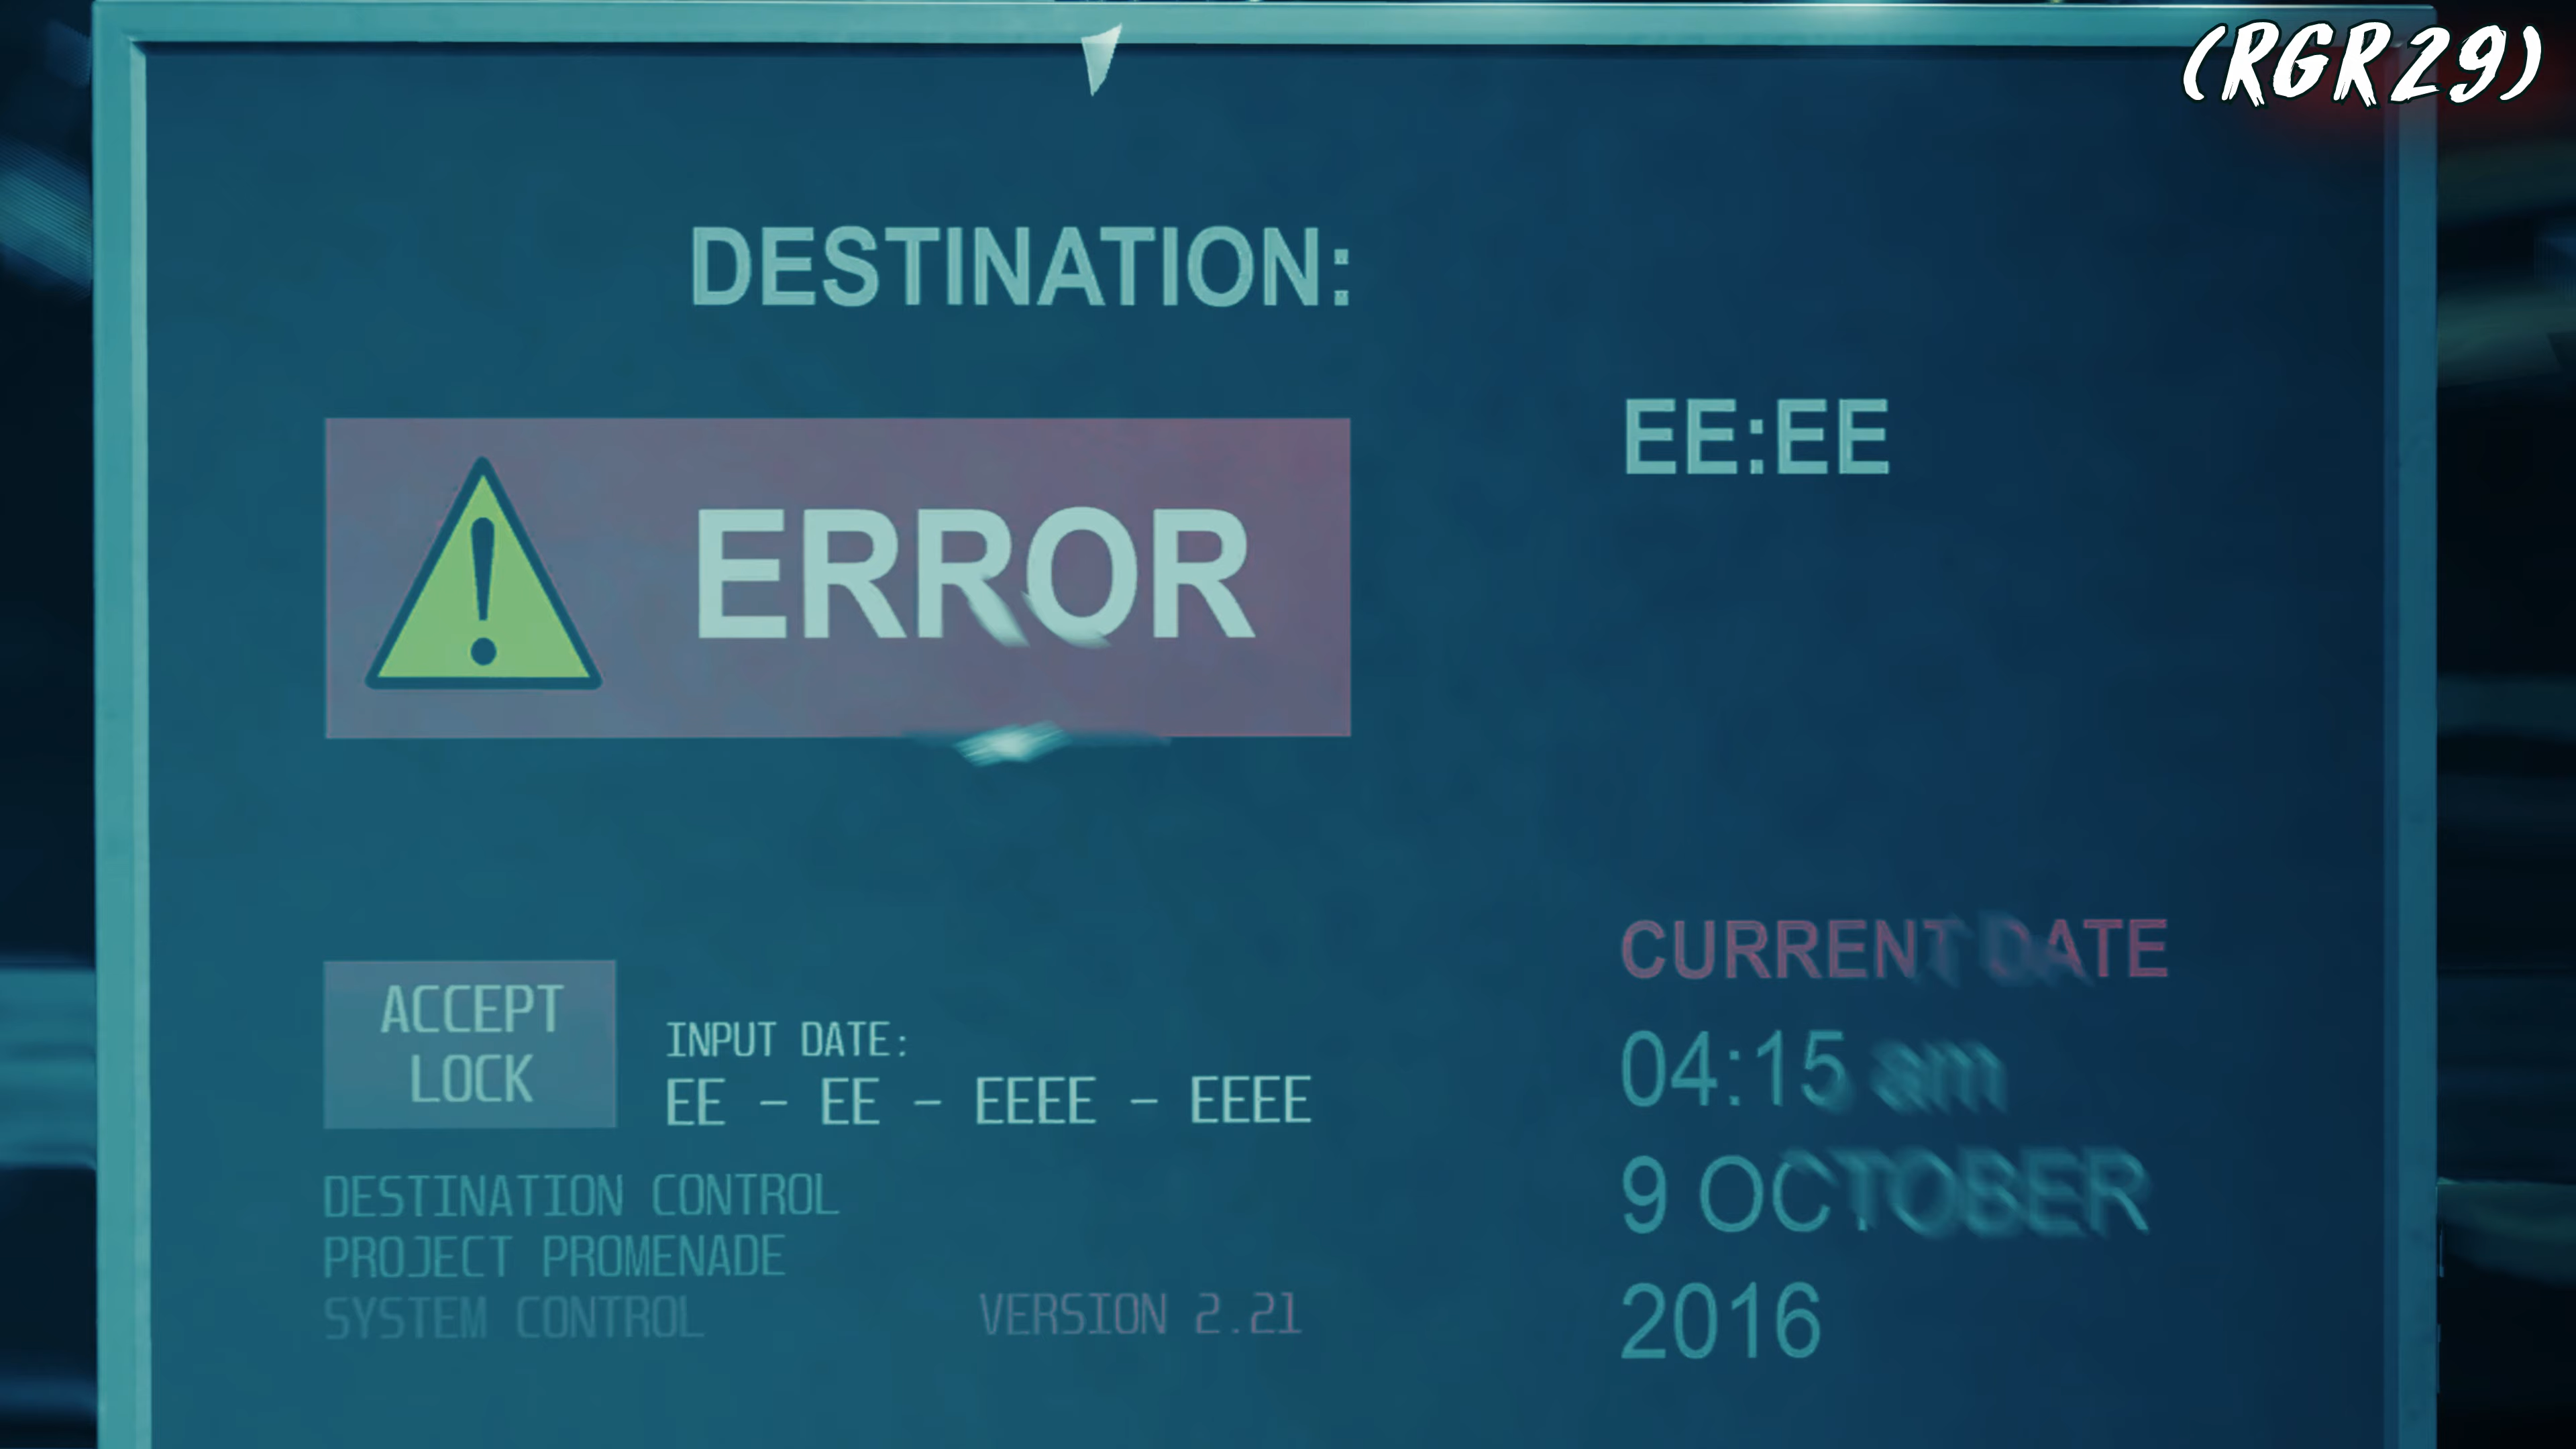 (RGR29)
DESTINATION:
EE:EE
ERROR
CURRENT DATE
04:15 am
9 OCTOBER
2016
ACCEPT
LOCK
INPUT DATE:
EE - EE - EEEE - EEEE
DESTINATION CONTROL
PROJECT PROMENADE
SYSTEM CONTROL
VERSION 2.21